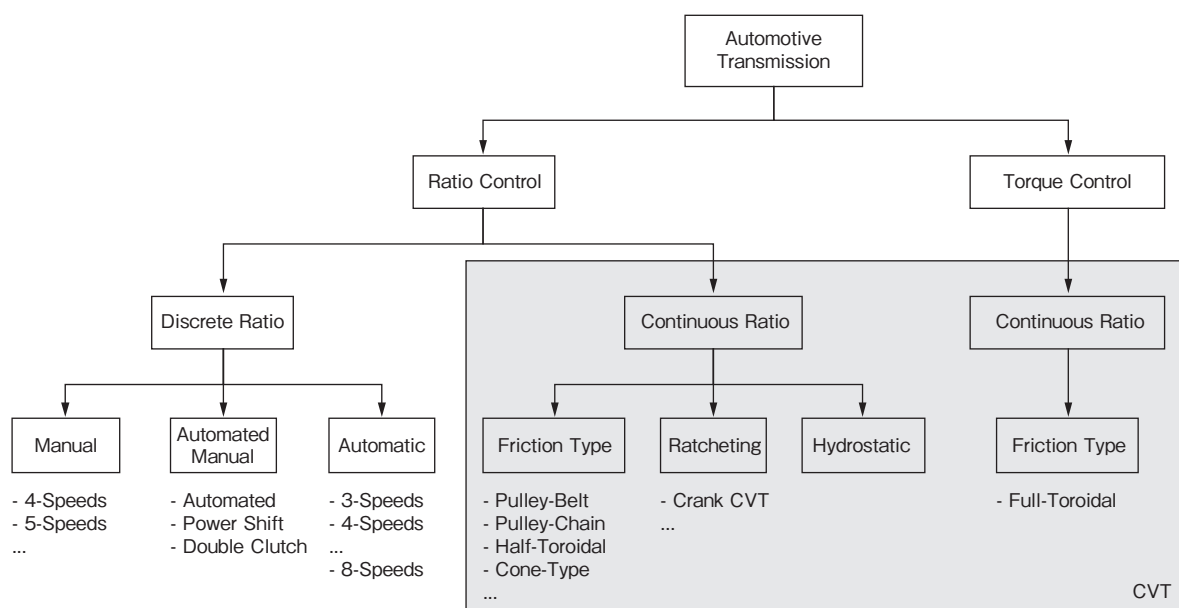 Automotive
Transmission
Ratio Control
Torque Control
Discrete Ratio
Continuous Ratio
Continuous Ratio
Manual
Automated
Manual
Automatic
Friction Type
Ratcheting
Hydrostatic
Friction Type
- 4-Speeds
- 5-Speeds
...
- Automated
- Power Shift
- Double Clutch
- 3-Speeds
- 4-Speeds
...
- 8-Speeds
- Pulley-Belt
- Pulley-Chain
- Half-Toroidal
- Cone-Type
...
- Crank CVT
...
- Full-Toroidal
CVT